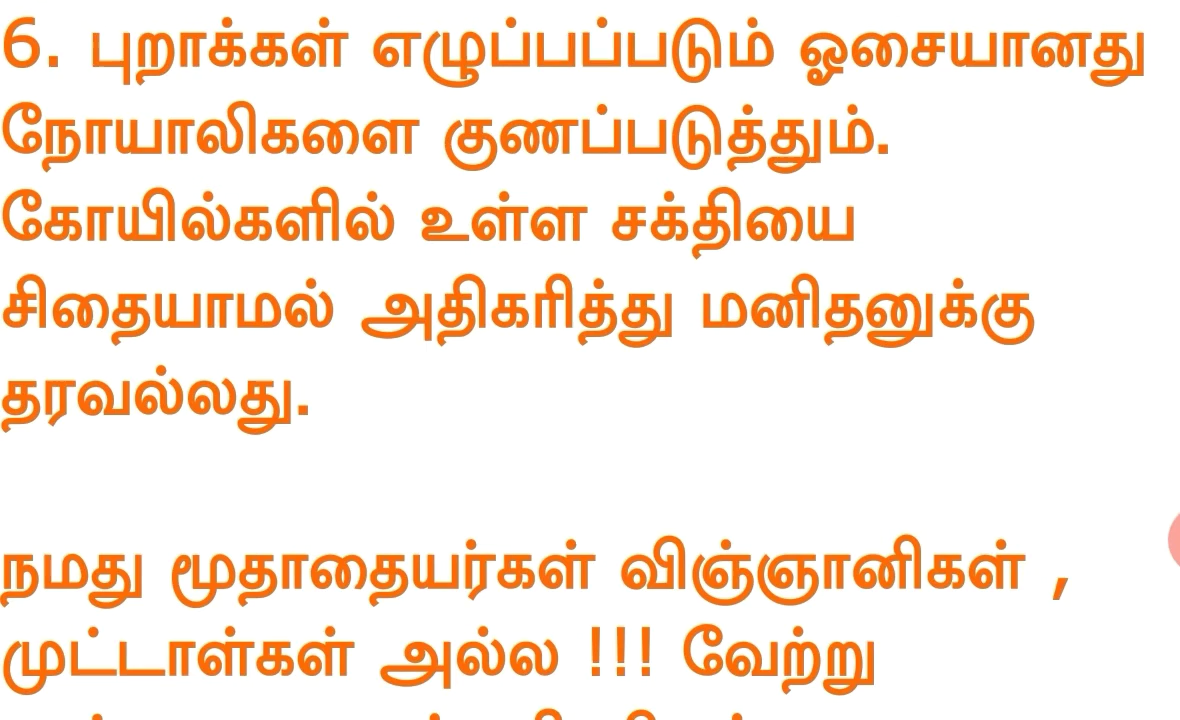 6. புறாக்கள் எழுப்பப்படும் ஓசையானது
நோயாலிகளை குணப்படுத்தும்.
கோயில்களில் உள்ள சக்தியை
சிதையாமல் அதிகரித்து மனிதனுக்கு
தரவல்லது.
நமது மூதாதையர்கள் விஞ்ஞானிகள் ,
முட்டாள்கள் அல்ல !!! வேற்று